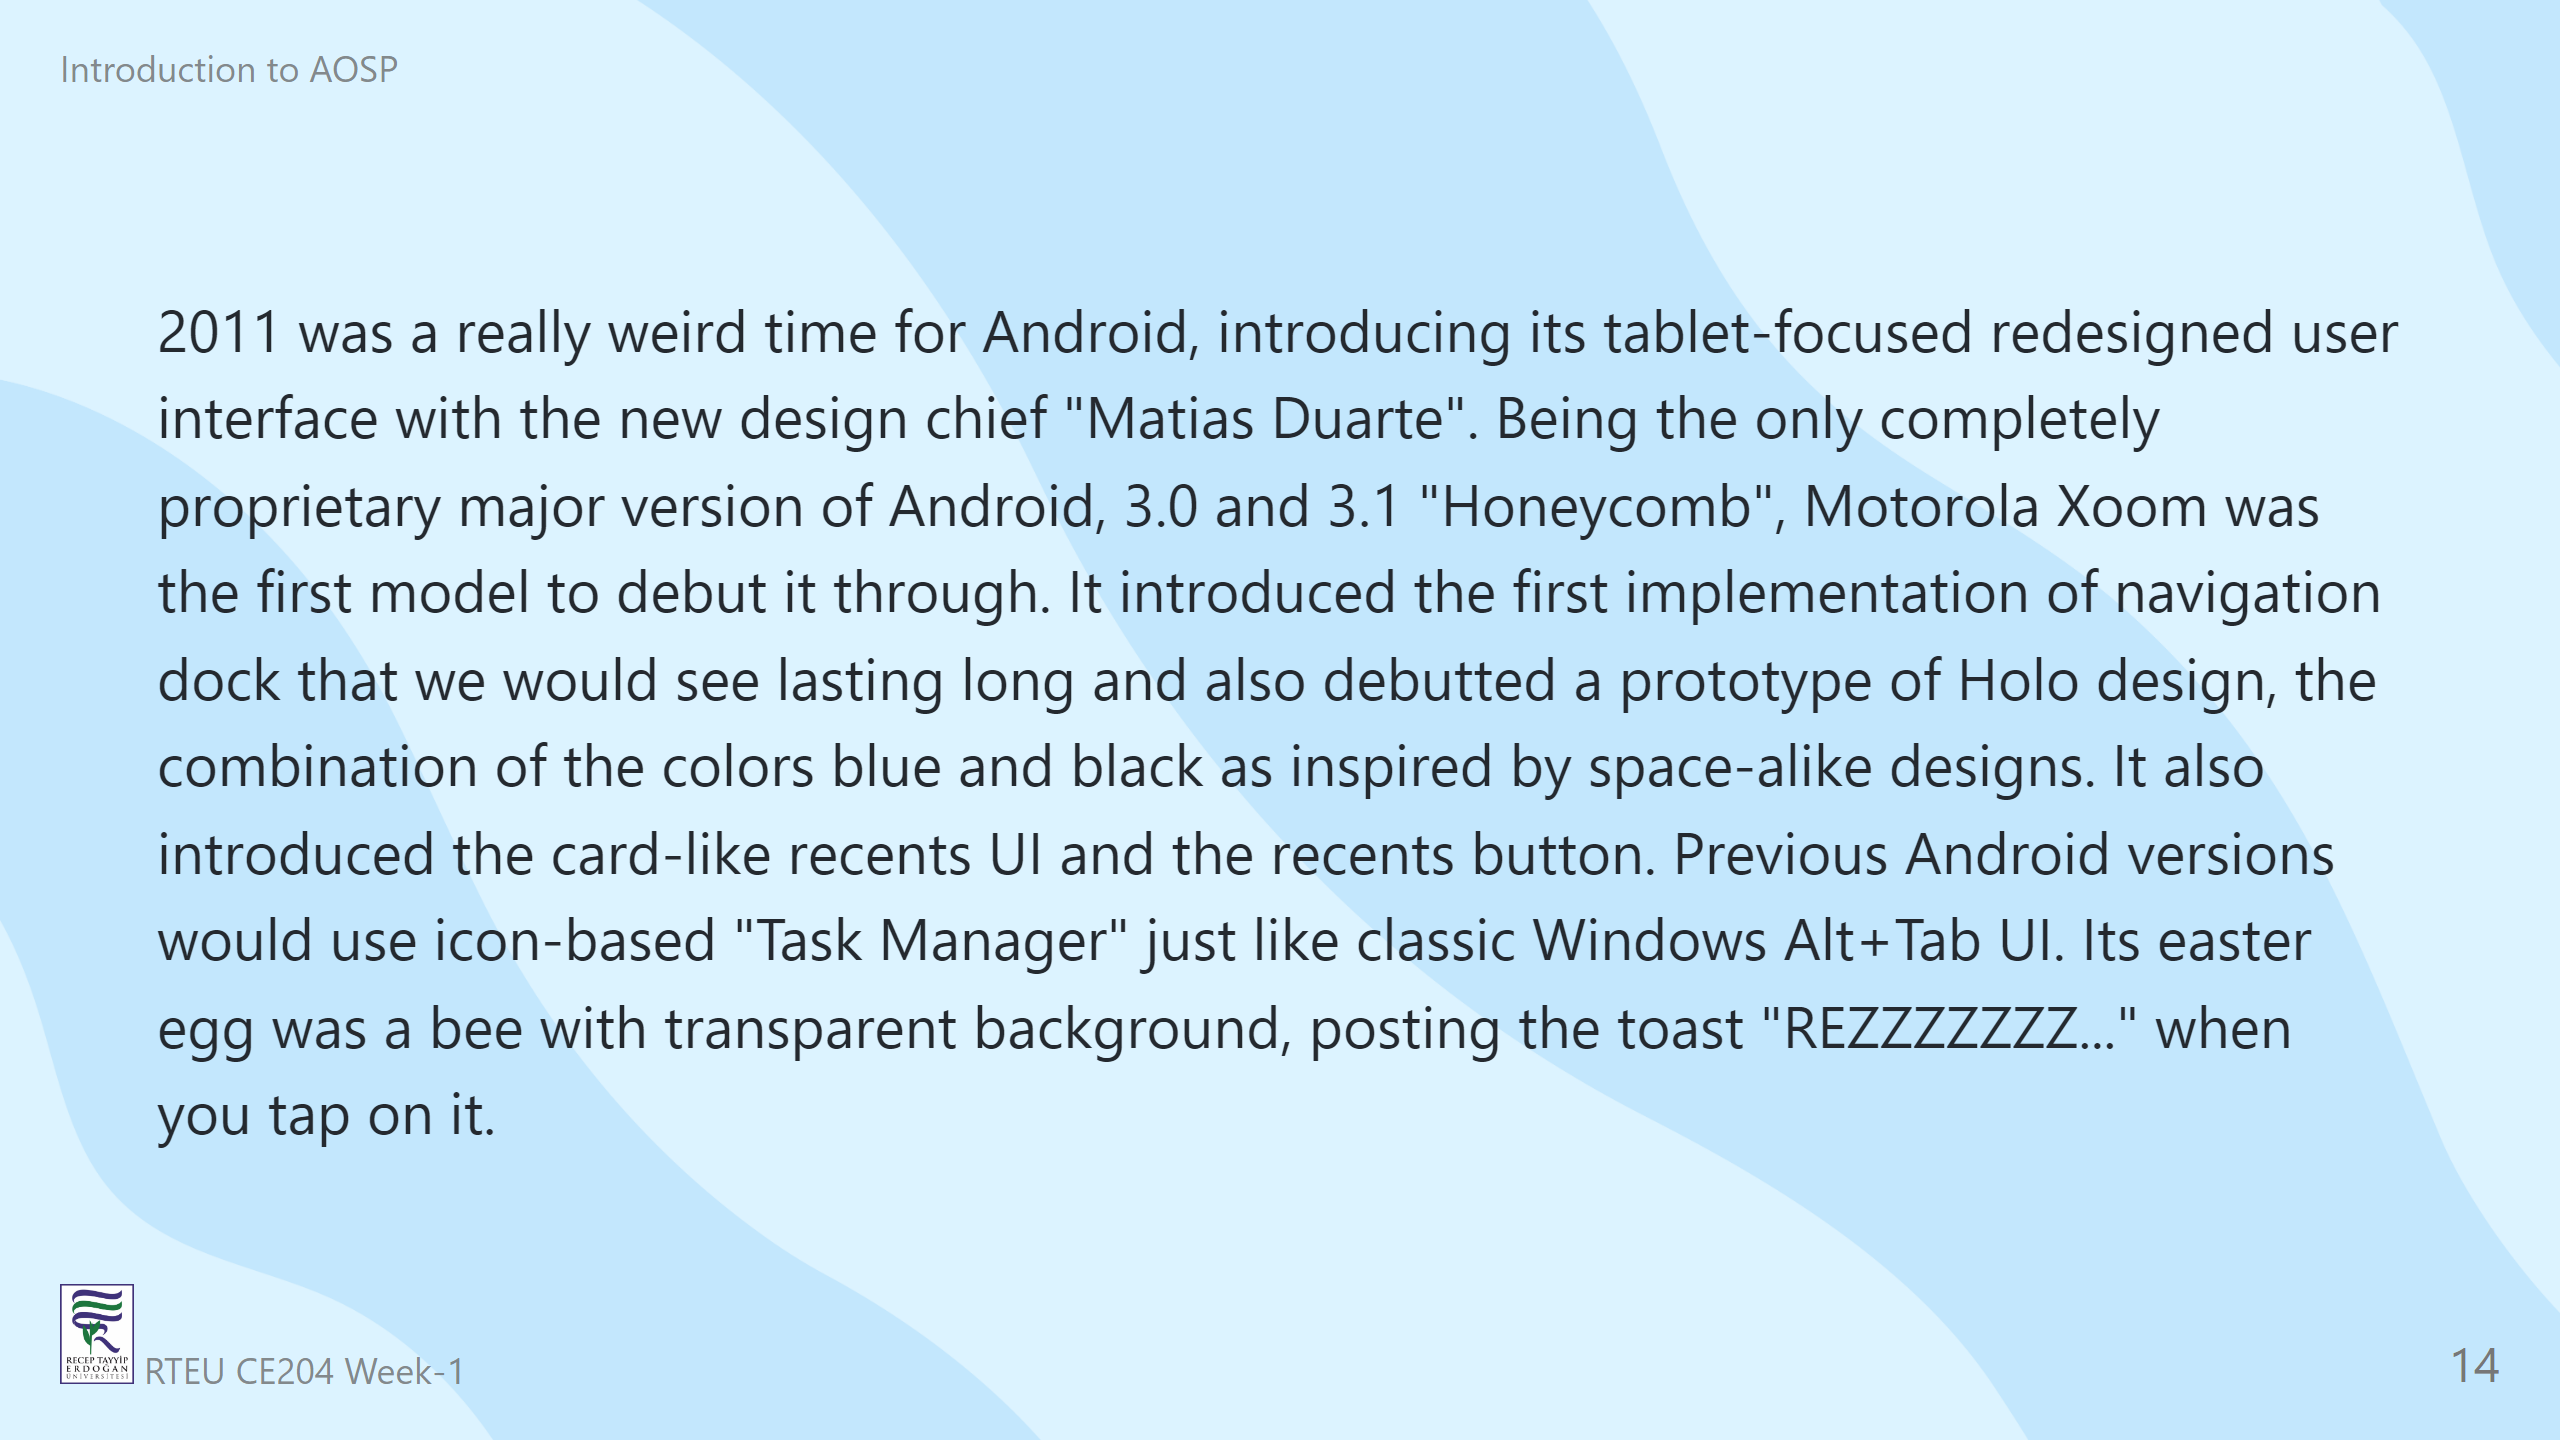 Introduction to AOSP
2011 was a really weird time for Android, introducing its tablet-focused redesigned user
interface with the new design chief "Matias Duarte". Being the only completely
proprietary major version of Android, 3.0 and 3.1 "Honeycomb", Motorola Xoom was
the first model to debut it through. It introduced the first implementation of navigation
dock that we would see lasting long and also debutted a prototype of Holo design, the
combination of the colors blue and black as inspired by space-alike designs. It also
introduced the card-like recents UI and the recents button. Previous Android versions
would use icon-based "Task Manager" just like classic Windows Alt+Tab UI. Its easter
egg was a bee with transparent background, posting the toast "REZZZZZZZ..." when
you tap on it.
RECEP TAYYİP
ERDOĞAN
ÜNİVERSİTESİ
RTEU CE204 Week-1
14